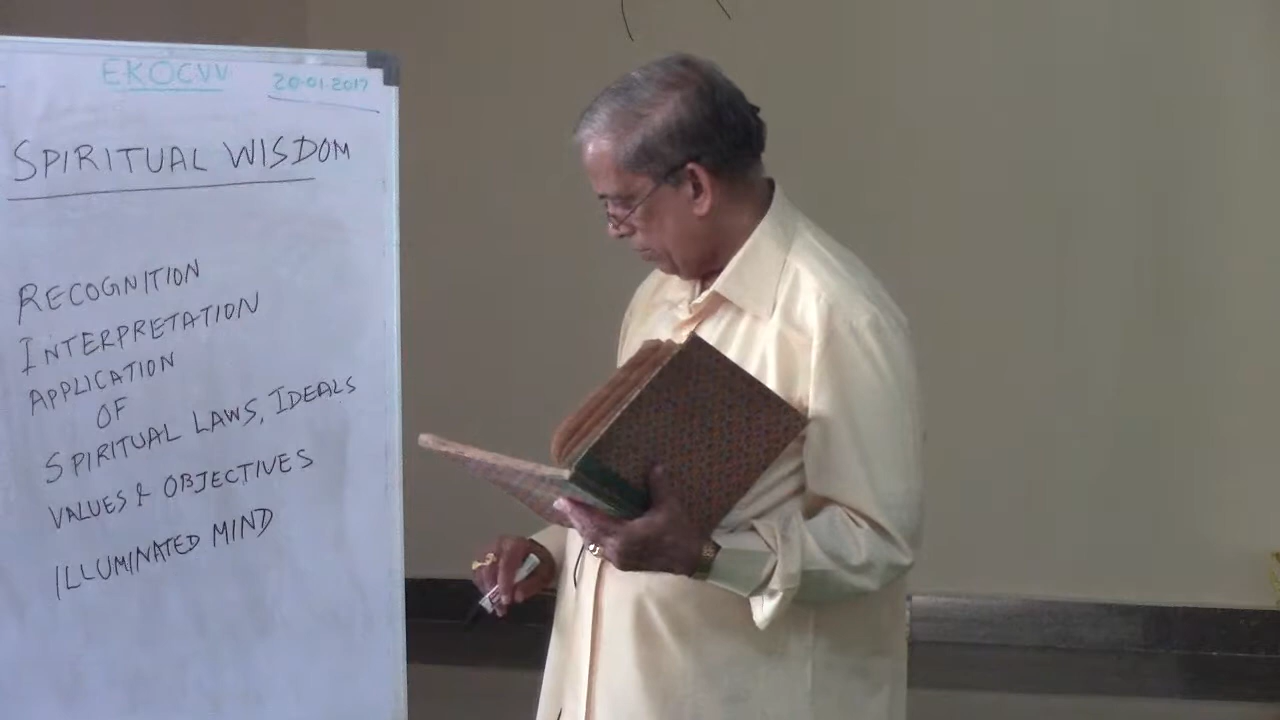 EKOCVV
20-01-2017
SPIRITUAL WISDOM
RECOGNITION
INTERPRETATION
APPLICATION
OF
SPIRITUAL LAWS, IDEALS
VALUES & OBJECTIVES
ILLUMINATED MIND